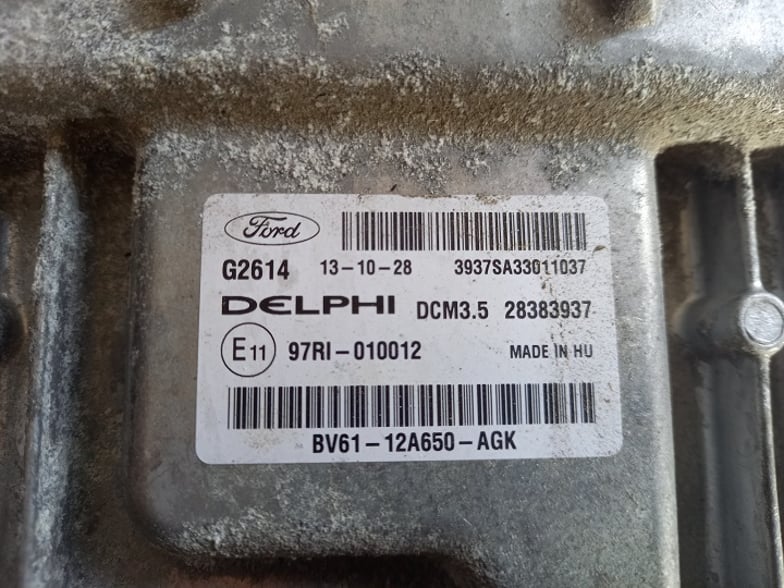 Ford
G2614 13-10-28 3937SA33011037
DELPHI DCM3.5 28383937
E11 97RI-010012 MADE IN HU
BV61-12A650-AGK